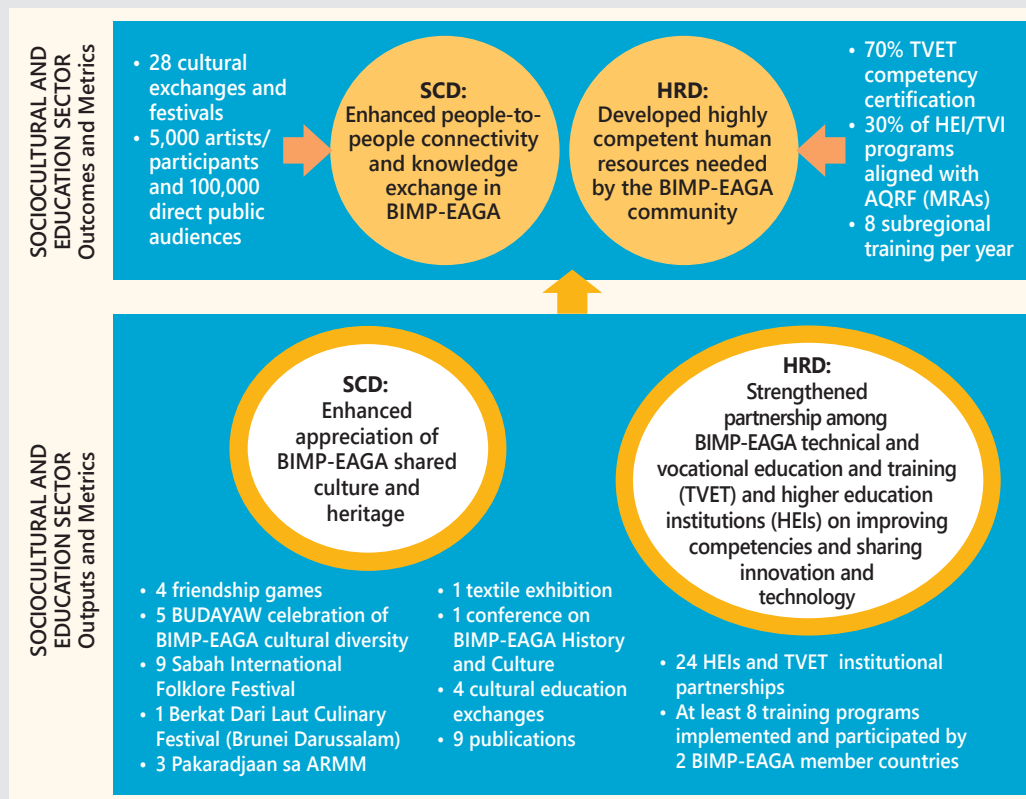 SOCIOCULTURAL AND
EDUCATION SECTOR
Outcomes and Metrics
• 28 cultural
exchanges and
festivals
• 5,000 artists/
participants
and 100,000
direct public
audiences
SCD:
Enhanced people-to-
people connectivity
and knowledge
exchange in
BIMP-EAGA
HRD:
Developed highly
competent human
resources needed
by the BIMP-EAGA
community
• 70% TVET
competency
certification
• 30% of HEI/TVI
programs
aligned with
AQRF (MRAs)
• 8 subregional
training per year
SOCIOCULTURAL AND
EDUCATION SECTOR
Outputs and Metrics
SCD:
Enhanced
appreciation of
BIMP-EAGA shared
culture and
heritage
• 4 friendship games
• 5 BUDAYAW celebration of
BIMP-EAGA cultural diversity
• 9 Sabah International
Folklore Festival
• 1 Berkat Dari Laut Culinary
Festival (Brunei Darussalam)
• 3 Pakaradjaan sa ARMM
• 1 textile exhibition
• 1 conference on
BIMP-EAGA History
and Culture
• 4 cultural education
exchanges
• 9 publications
HRD:
Strengthened
partnership among
BIMP-EAGA technical and
vocational education and training
(TVET) and higher education
institutions (HEIs) on improving
competencies and sharing
innovation and
technology
• 24 HEIs and TVET institutional
partnerships
• At least 8 training programs
implemented and participated by
2 BIMP-EAGA member countries